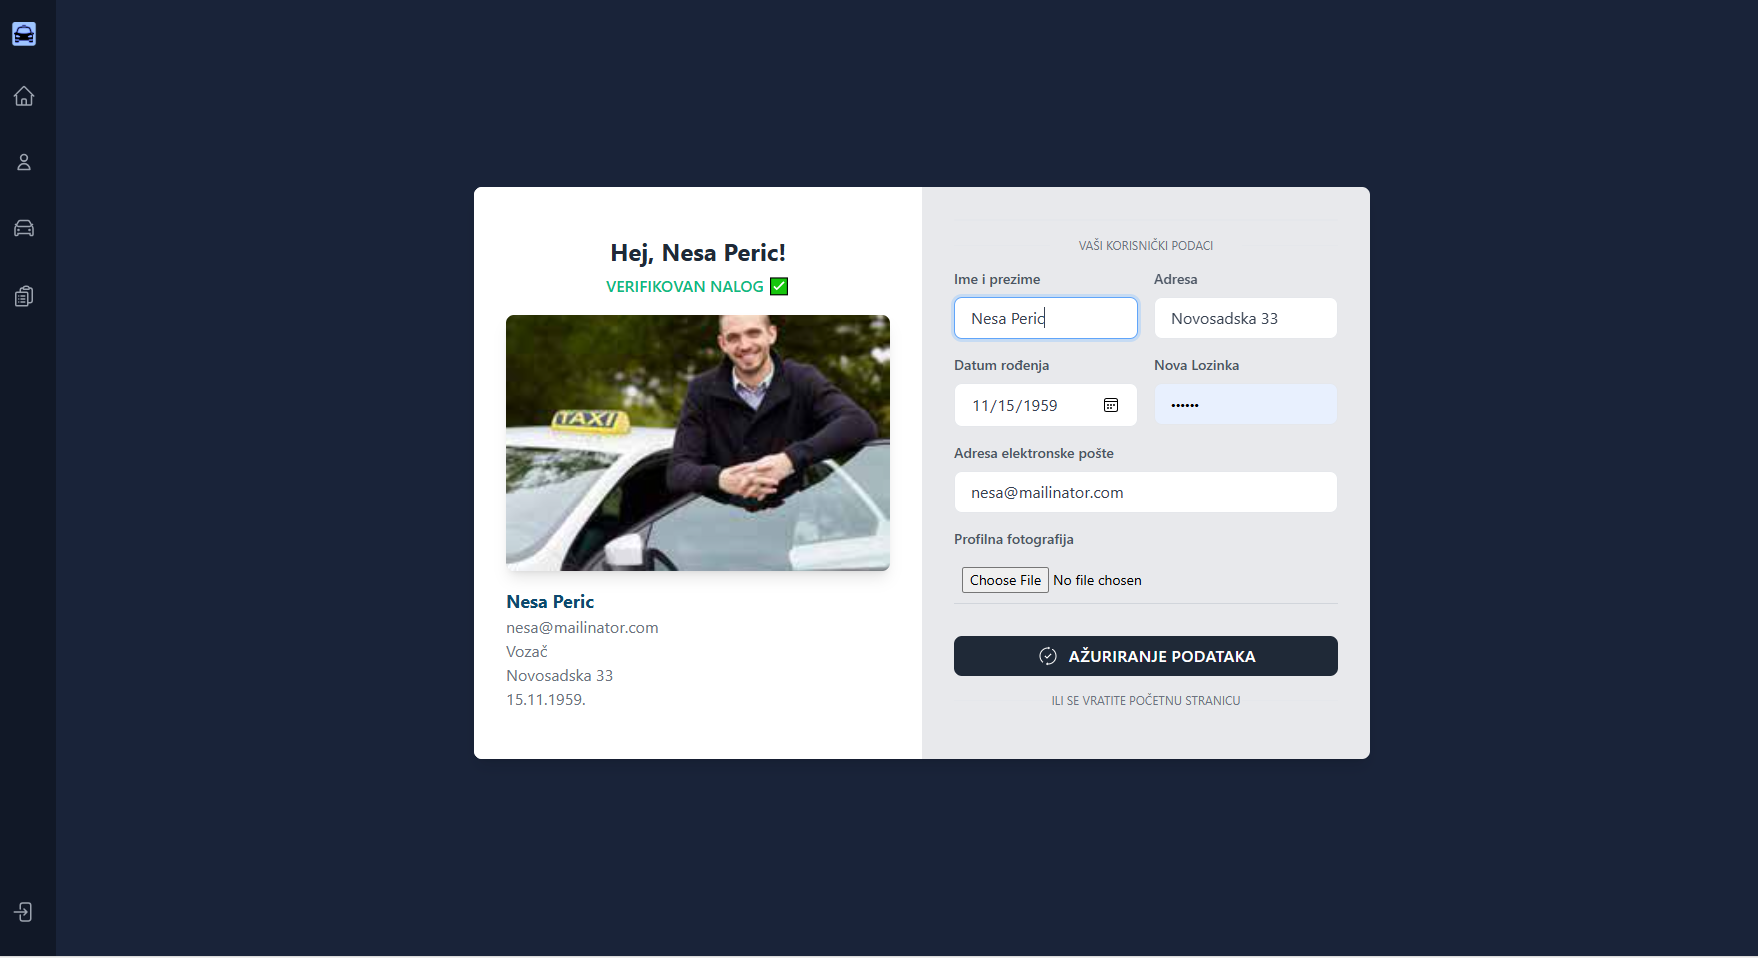 Hej, Nesa Peric!
VERIFIKOVAN NALOG ✅
TAXI
Nesa Peric
nesa@mailinator.com
Vozač
Novosadska 33
15.11.1959.
VAŠI KORISNIČKI PODACI
Ime i prezime
Nesa Peric
Adresa
Novosadska 33
Datum rođenja
11/15/1959
Nova Lozinka
••••••
Adresa elektronske pošte
nesa@mailinator.com
Profilna fotografija
Choose File No file chosen
AŽURIRANJE PODATAKA
ILI SE VRATITE POČETNU STRANICU